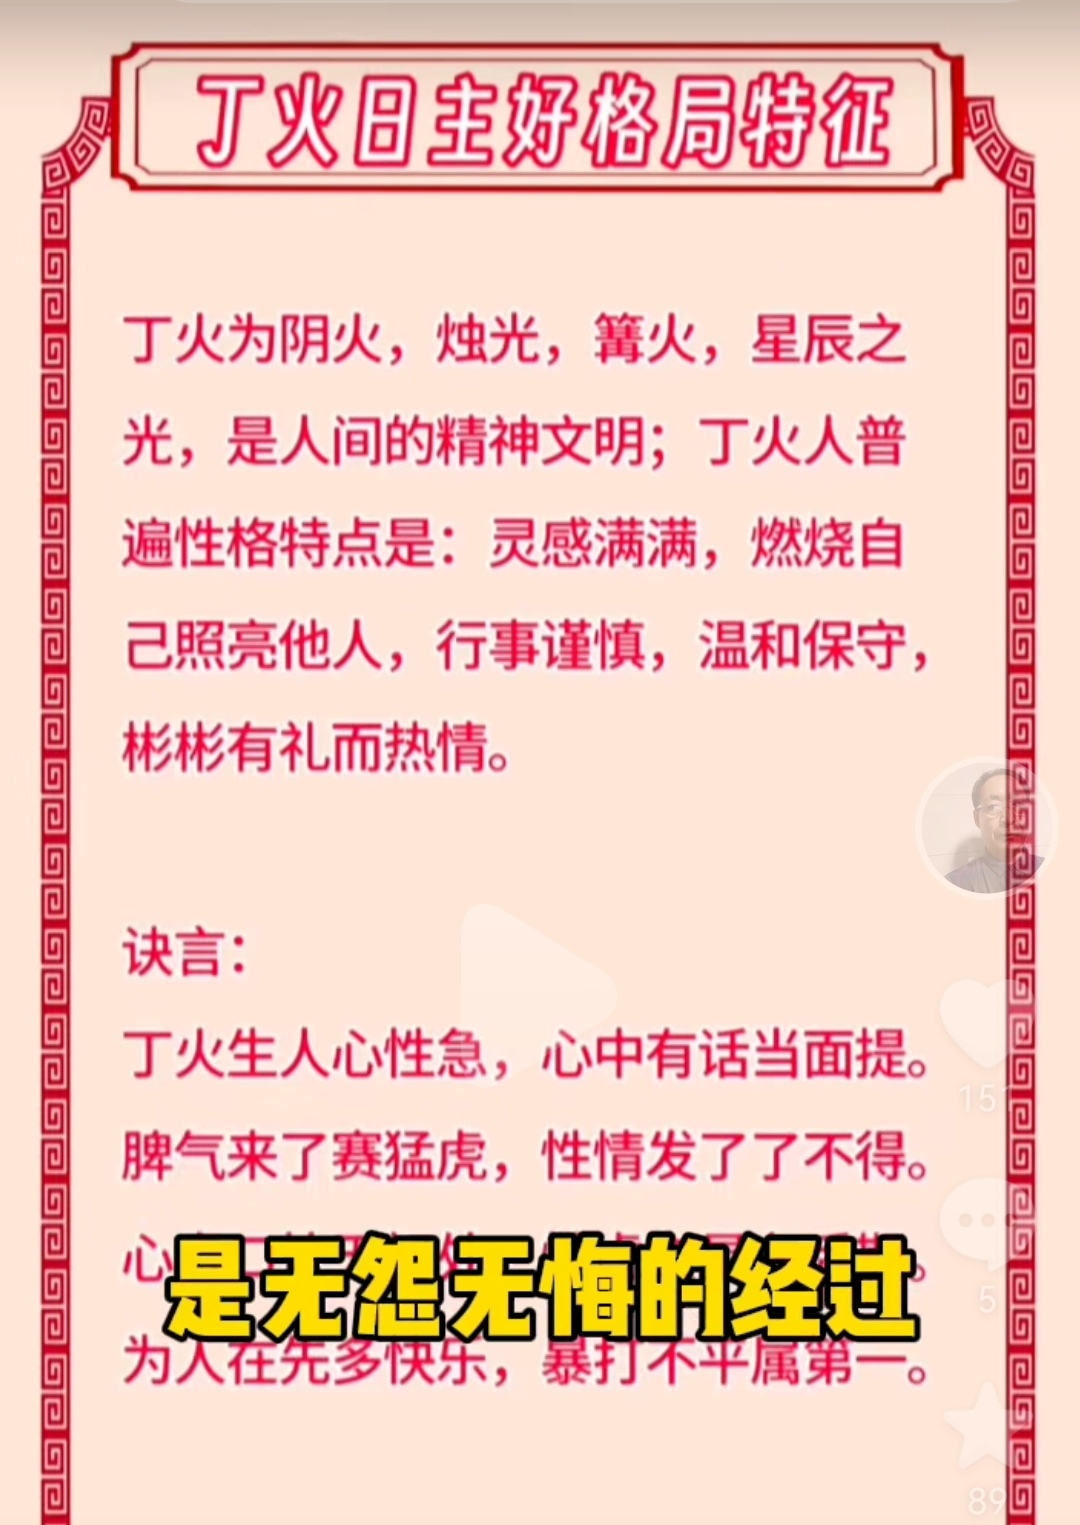 丁火日主好格局特征
丁火为阴火，烛光，篝火，星辰之
光，是人间的精神文明；丁火人普
遍性格特点是：灵感满满，燃烧自
己照亮他人，行事谨慎，温和保守，
彬彬有礼而热情。
诀言：
丁火生人心性急，心中有话当面提。
151
脾气来了赛猛虎，性情发了了不得。
心
是无怨无悔的经过
5
为人在先多快乐，暴打不平属第一。
89